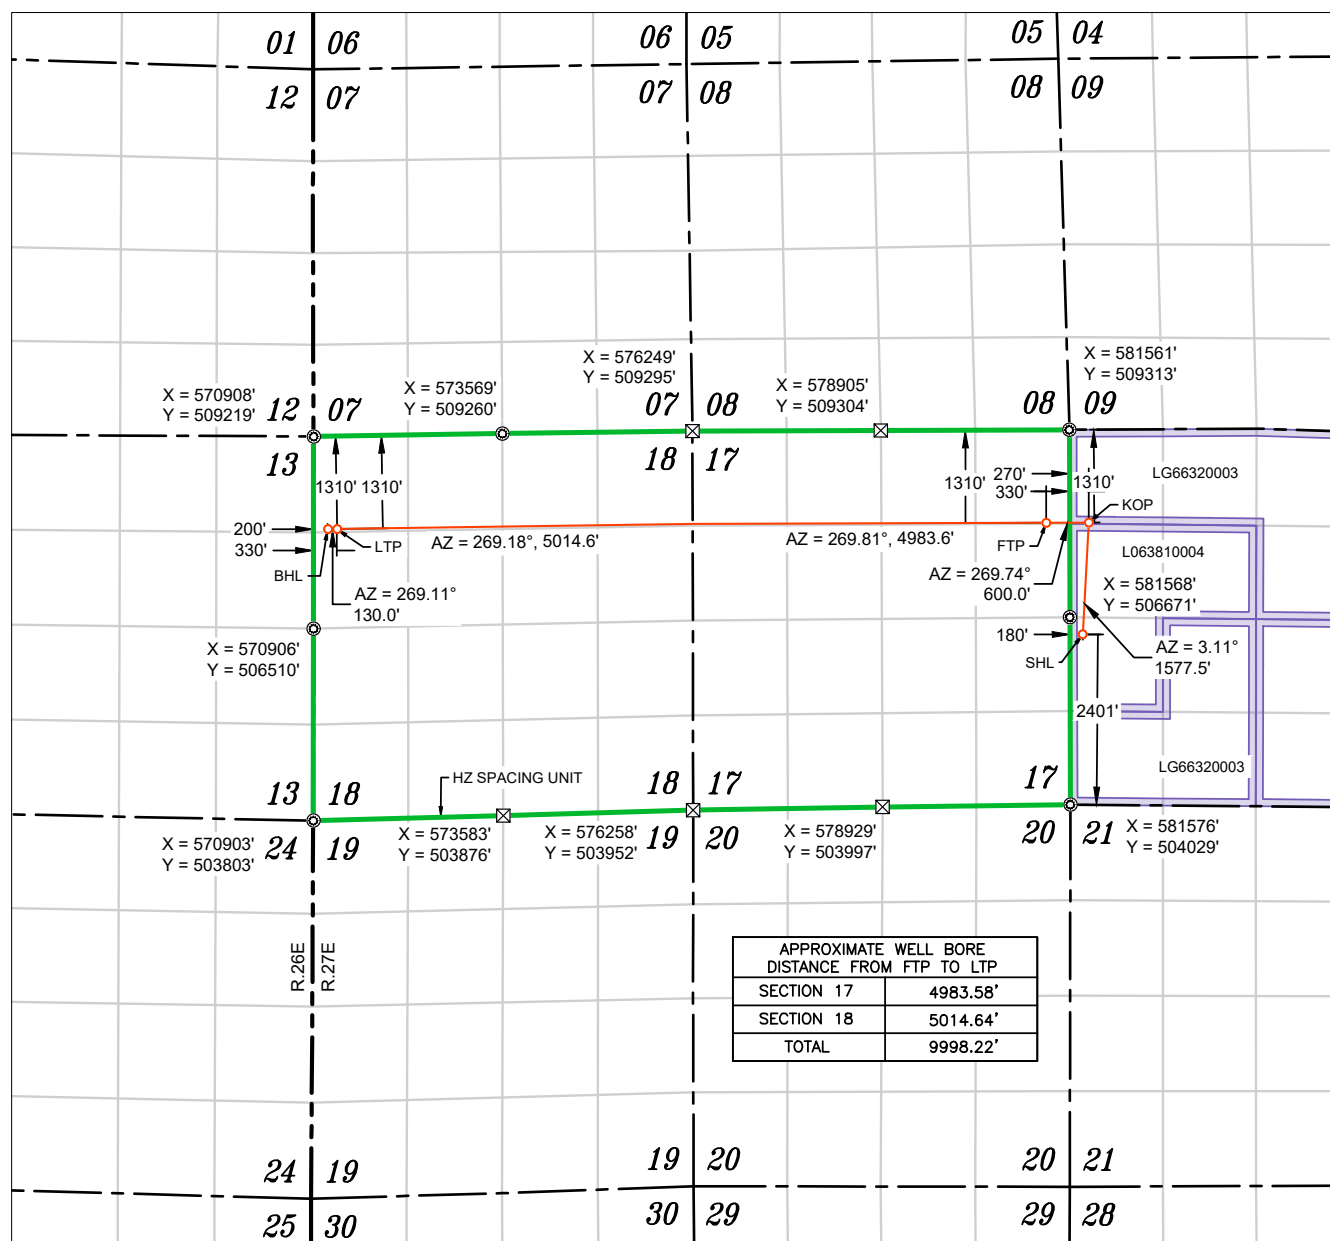 01 06
06 05
05 04
12 07
07 08
08 09
X = 570908'
Y = 509219'
X = 573569'
Y = 509260'
X = 576249'
Y = 509295'
X = 578905'
Y = 509304'
X = 581561'
Y = 509313'
12 07
07 08
08 09
13
18 17
1310'
1310'
1310'
270'
330'
1310'
LG66320003
KOP
200'
330'
LTP
BHL
AZ = 269.18°, 5014.6'
AZ = 269.81°, 4983.6'
FTP
L063810004
AZ = 269.11°
130.0'
AZ = 269.74°
600.0'
X = 581568'
Y = 506671'
180'
SHL
AZ = 3.11°
1577.5'
X = 570906'
Y = 506510'
2401'
HZ SPACING UNIT
LG66320003
13 18
18 17
17
24 19
19 20
20 21
X = 570903'
Y = 503803'
X = 573583'
Y = 503876'
X = 576258'
Y = 503952'
X = 578929'
Y = 503997'
X = 581576'
Y = 504029'
R.26E
R.27E
APPROXIMATE WELL BORE
DISTANCE FROM FTP TO LTP
SECTION 17 4983.58'
SECTION 18 5014.64'
TOTAL 9998.22'
24 19
19 20
20 21
25 30
30 29
29 28